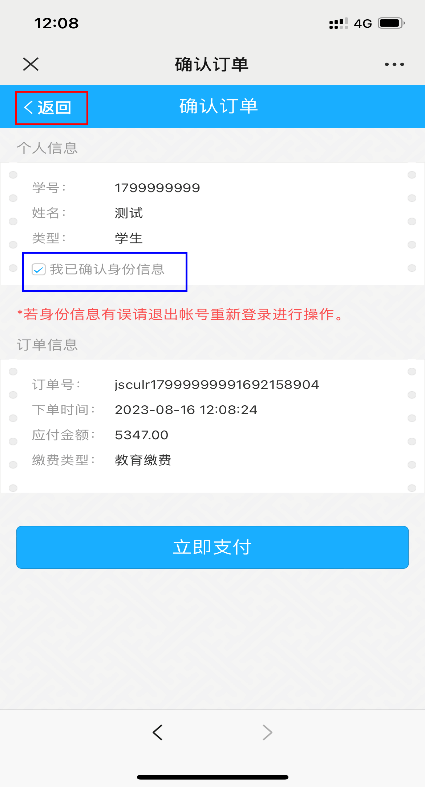 12:08
4G
确认订单
返回
确认订单
个人信息
学号： 1799999999
姓名： 测试
类型： 学生
我已确认身份信息
*若身份信息有误请退出帐号重新登录进行操作。
订单信息
订单号： jsculr17999999991692158904
下单时间： 2023-08-16 12:08:24
应付金额： 5347.00
缴费类型： 教育缴费
立即支付